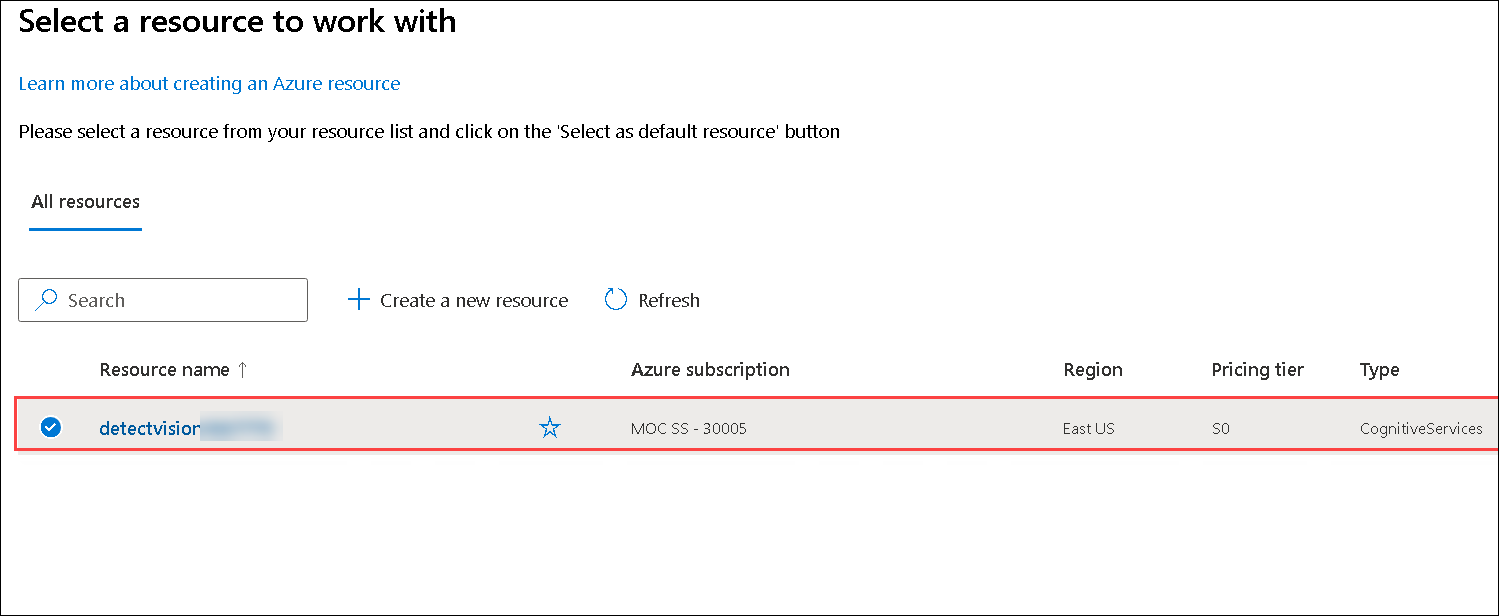 Select a resource to work with
Learn more about creating an Azure resource
Please select a resource from your resource list and click on the 'Select as default resource' button
All resources
Search Create a new resource Refresh
Resource name ↑ Azure subscription Region Pricing tier Type
detectvision MOC SS - 30005 East US S0 CognitiveServices